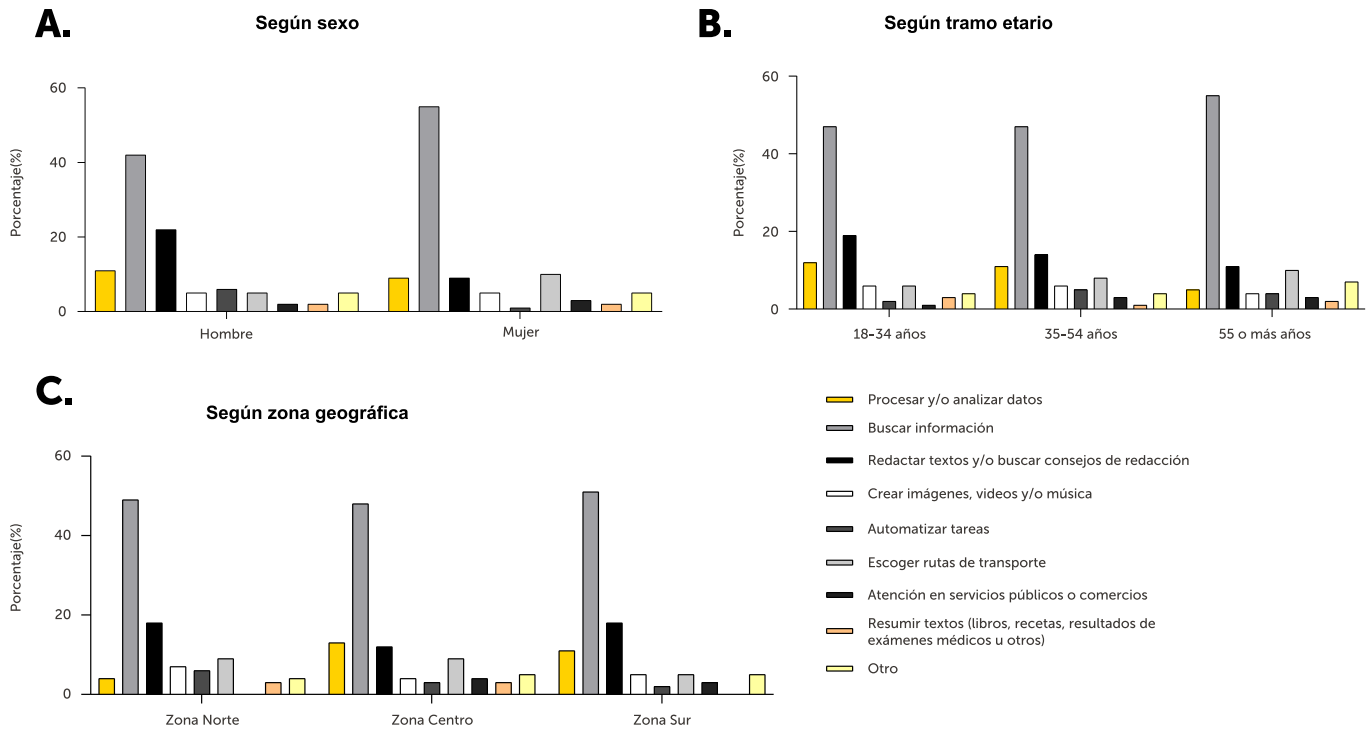 A.
Según sexo
60
40
20
0
Porcentaje(%)
Hombre
Mujer
B.
Según tramo etario
60
40
20
0
Porcentaje(%)
18-34 años
35-54 años
55 o más años
C.
Según zona geográfica
60
40
20
0
Porcentaje(%)
Zona Norte
Zona Centro
Zona Sur
Procesar y/o analizar datos
Buscar información
Redactar textos y/o buscar consejos de redacción
Crear imágenes, videos y/o música
Automatizar tareas
Escoger rutas de transporte
Atención en servicios públicos o comercios
Resumir textos (libros, recetas, resultados de
exámenes médicos u otros)
Otro